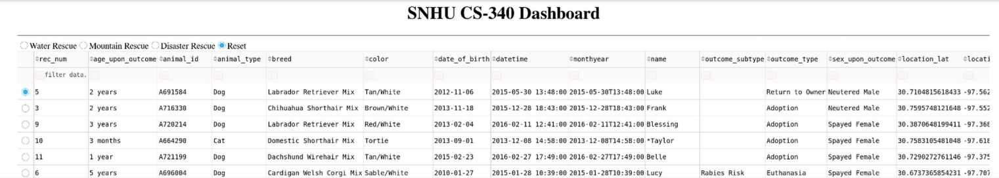 SNHU CS-340 Dashboard
Water Rescue Mountain Rescue Disaster Rescue Reset
rec_num age_upon_outcome animal_id animal_type breed color date_of_birth datetime monthyear name outcome_subtype outcome_type sex_upon_outcome location_lat locati
filter data.
5 2 years A691584 Dog Labrador Retriever Mix Tan/White 2012-11-06 2015-05-30 13:48:00 2015-05-30T13:48:00 Luke Return to Owner Neutered Male 30.7104815618433 -97.562
3 2 years A716330 Dog Chihuahua Shorthair Mix Brown/White 2013-11-18 2015-12-28 18:43:00 2015-12-28T18:43:00 Frank Adoption Neutered Male 30.7595748121648 -97.552
9 3 years A720214 Dog Labrador Retriever Mix Red/White 2013-02-04 2016-02-11 12:41:00 2016-02-11T12:41:00 Blessing Adoption Spayed Female 30.3870648199411 -97.368
10 3 months A664290 Cat Domestic Shorthair Mix Tortie 2013-09-01 2013-12-08 14:58:00 2013-12-08T14:58:00 *Taylor Adoption Spayed Female 30.7583105481048 -97.618
11 1 year A721199 Dog Dachshund Wirehair Mix Tan/White 2015-02-23 2016-02-27 17:49:00 2016-02-27T17:49:00 Belle Adoption Spayed Female 30.7290272761146 -97.375
6 5 years A696004 Dog Cardigan Welsh Corgi Mix Sable/White 2010-01-27 2015-01-28 10:39:00 2015-01-28T10:39:00 Lucy Rabies Risk Euthanasia Spayed Female 30.6737365854231 -97.707